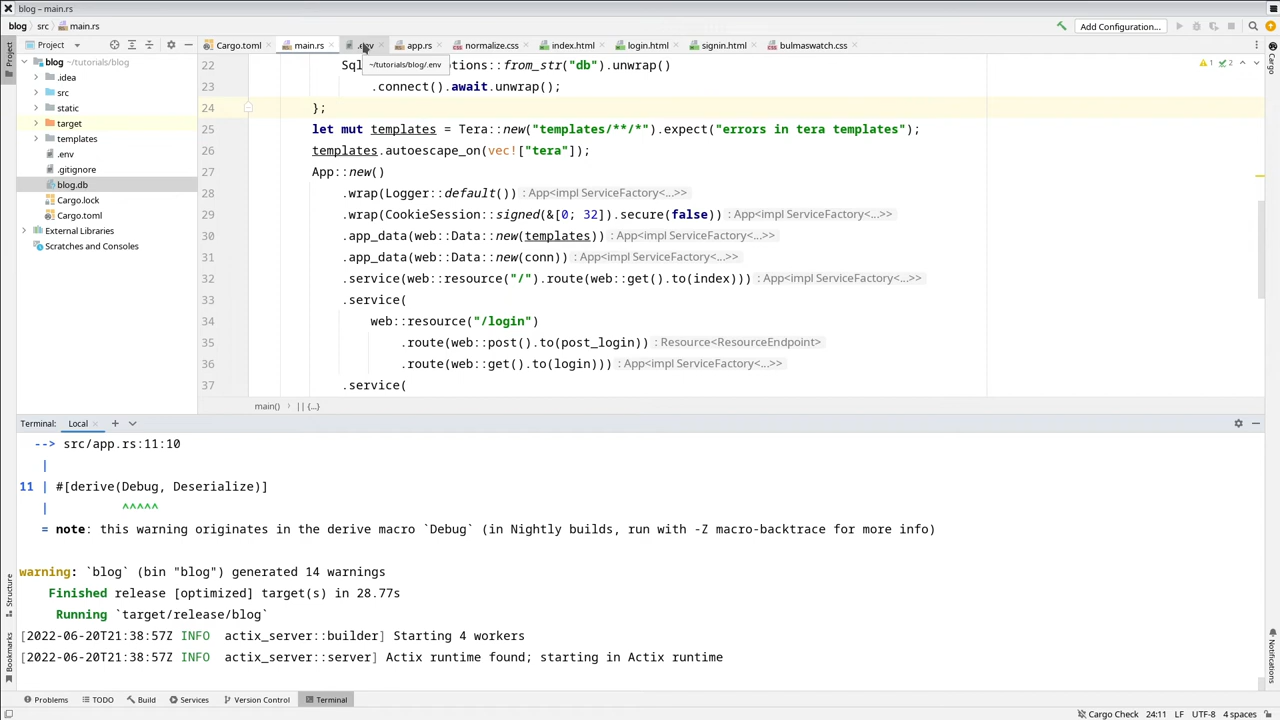 blog – main.rs
blog src main.rs Add Configuration...
Project Cargo.toml main.rs .env app.rs normalize.css index.html login.html signin.html bulmaswatch.css
~/tutorials/blog/.env
Project
Structure
Bookmarks
Cargo
Notifications
blog ~/tutorials/blog
.idea
src
static
target
templates
.env
.gitignore
blog.db
Cargo.lock
Cargo.toml
External Libraries
Scratches and Consoles
1 2
22 ::from_str("db").unwrap()
23 .connect().await.unwrap();
24 };
25 let mut templates = Tera::new("templates/**/*").expect("errors in tera templates");
26 templates.autoescape_on(vec!["tera"]);
27 App::new()
28 .wrap(Logger::default()) : App<impl ServiceFactory<...>>
29 .wrap(CookieSession::signed(&[0; 32]).secure(false)) : App<impl ServiceFactory<...>>
30 .app_data(web::Data::new(templates)) : App<impl ServiceFactory<...>>
31 .app_data(web::Data::new(conn)) : App<impl ServiceFactory<...>>
32 .service(web::resource("/").route(web::get().to(index))) : App<impl ServiceFactory<...>>
33 .service(
34 web::resource("/login")
35 .route(web::post().to(post_login)) : Resource<ResourceEndpoint>
36 .route(web::get().to(login))) : App<impl ServiceFactory<...>>
37 .service(
main() || {...}
Terminal: Local
--> src/app.rs:11:10
|
11 | #[derive(Debug, Deserialize)]
| ^^^^^
= note: this warning originates in the derive macro `Debug` (in Nightly builds, run with -Z macro-backtrace for more info)
warning: `blog` (bin "blog") generated 14 warnings
Finished release [optimized] target(s) in 28.77s
Running `target/release/blog`
[2022-06-20T21:38:57Z INFO actix_server::builder] Starting 4 workers
[2022-06-20T21:38:57Z INFO actix_server::server] Actix runtime found; starting in Actix runtime
Problems TODO Build Services Version Control Terminal
Cargo Check 24:11 LF UTF-8 4 spaces